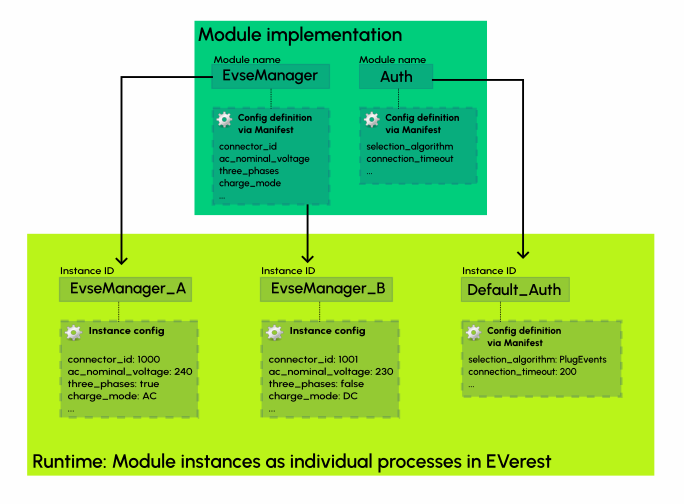 Module implementation
Module name
EvseManager
Config definition
via Manifest
connector_id
ac_nominal_voltage
three_phases
charge_mode
...
Module name
Auth
Config definition
via Manifest
selection_algorithm
connection_timeout
...
Instance ID
EvseManager_A
Instance config
connector_id: 1000
ac_nominal_voltage: 240
three_phases: true
charge_mode: AC
...
Instance ID
EvseManager_B
Instance config
connector_id: 1001
ac_nominal_voltage: 230
three_phases: false
charge_mode: DC
...
Instance ID
Default_Auth
Config definition
via Manifest
selection_algorithm: PlugEvents
connection_timeout: 200
...
Runtime: Module instances as individual processes in EVerest